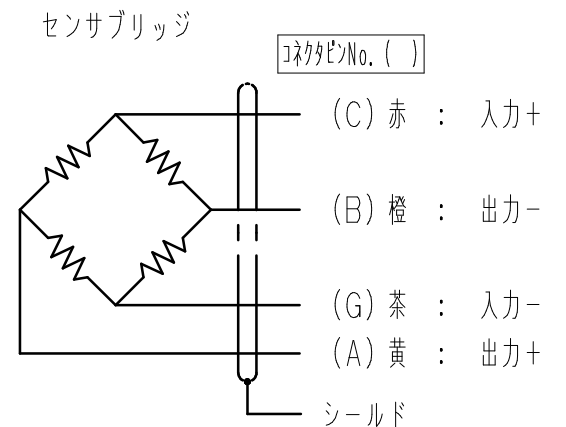 センサブリッジ
コネクタピンNo. ( )
(C) 赤 : 入力+
(B) 橙 : 出力-
(G) 茶 : 入力-
(A) 黄 : 出力+
シールド